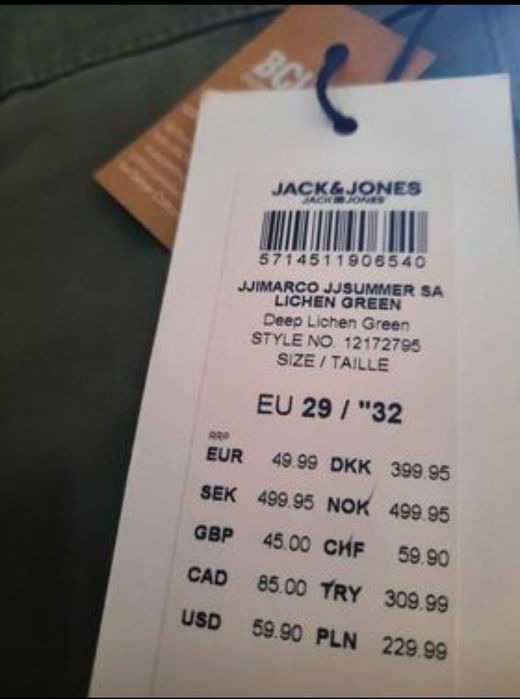 BCI
JACK&JONES
JACK JONES
5714511906540
JJIMARCO JJSUMMER SA
LICHEN GREEN
Deep Lichen Green
STYLE NO. 12172795
SIZE / TAILLE
EU 29 / "32
RRP
EUR 49.99 DKK 399.95
SEK 499.95 NOK 499.95
GBP 45.00 CHF 59.90
CAD 85.00 TRY 309.99
USD 59.90 PLN 229.99